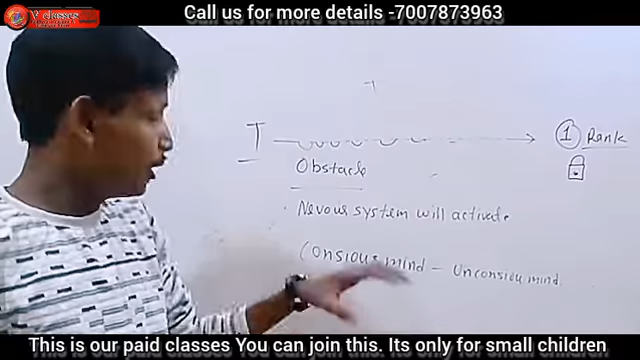 V classes
Call us for more details -7007873963
T
① Rank
Obstacle
Nevous system will activate
Consious mind - Unconsiou mind.
This is our paid classes You can join this. Its only for small children